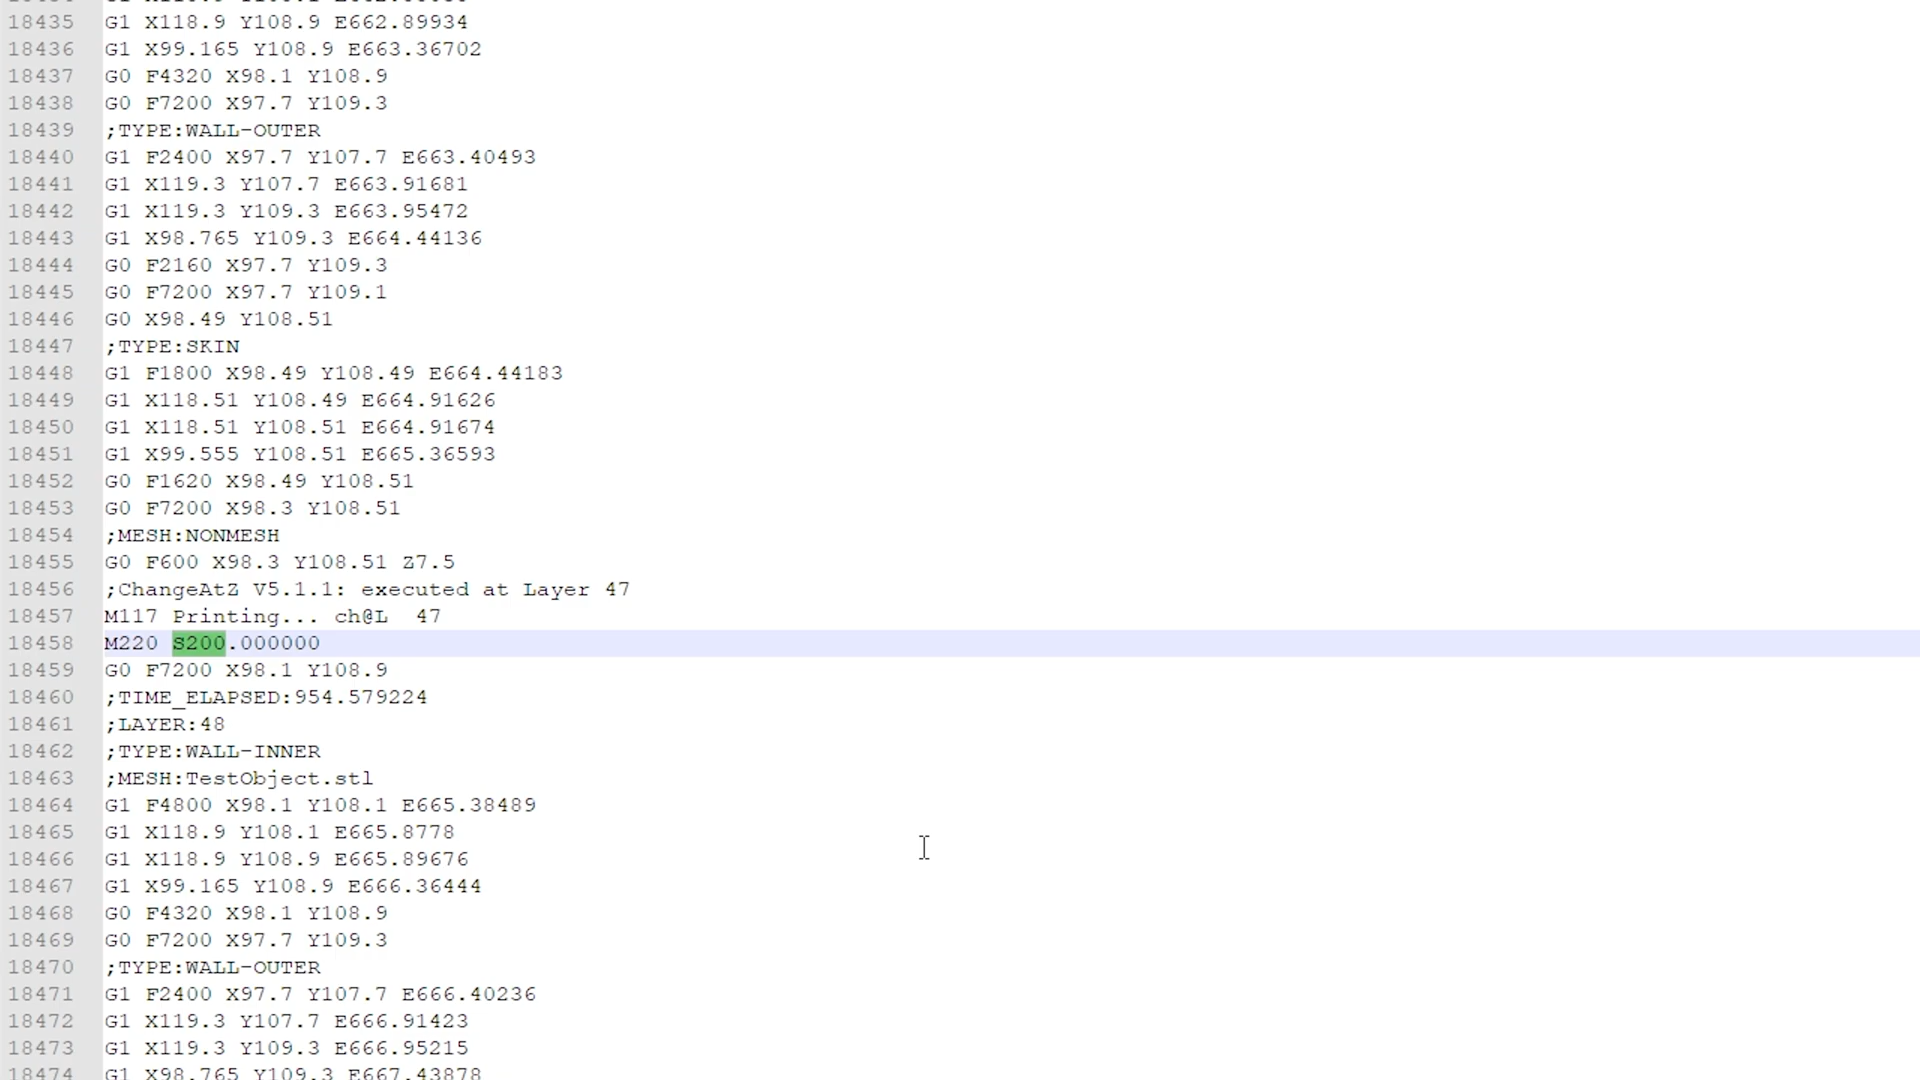 18435 G1 X118.9 Y108.9 E662.89934
18436 G1 X99.165 Y108.9 E663.36702
18437 G0 F4320 X98.1 Y108.9
18438 G0 F7200 X97.7 Y109.3
18439 ;TYPE:WALL-OUTER
18440 G1 F2400 X97.7 Y107.7 E663.40493
18441 G1 X119.3 Y107.7 E663.91681
18442 G1 X119.3 Y109.3 E663.95472
18443 G1 X98.765 Y109.3 E664.44136
18444 G0 F2160 X97.7 Y109.3
18445 G0 F7200 X97.7 Y109.1
18446 G0 X98.49 Y108.51
18447 ;TYPE:SKIN
18448 G1 F1800 X98.49 Y108.49 E664.44183
18449 G1 X118.51 Y108.49 E664.91626
18450 G1 X118.51 Y108.51 E664.91674
18451 G1 X99.555 Y108.51 E665.36593
18452 G0 F1620 X98.49 Y108.51
18453 G0 F7200 X98.3 Y108.51
18454 ;MESH:NONMESH
18455 G0 F600 X98.3 Y108.51 Z7.5
18456 ;ChangeAtZ V5.1.1: executed at Layer 47
18457 M117 Printing... ch@L  47
18458 M220 S200.000000
18459 G0 F7200 X98.1 Y108.9
18460 ;TIME_ELAPSED:954.579224
18461 ;LAYER:48
18462 ;TYPE:WALL-INNER
18463 ;MESH:TestObject.stl
18464 G1 F4800 X98.1 Y108.1 E665.38489
18465 G1 X118.9 Y108.1 E665.8778
18466 G1 X118.9 Y108.9 E665.89676
18467 G1 X99.165 Y108.9 E666.36444
18468 G0 F4320 X98.1 Y108.9
18469 G0 F7200 X97.7 Y109.3
18470 ;TYPE:WALL-OUTER
18471 G1 F2400 X97.7 Y107.7 E666.40236
18472 G1 X119.3 Y107.7 E666.91423
18473 G1 X119.3 Y109.3 E666.95215
18474 G1 X98.765 Y109.3 E667.43878